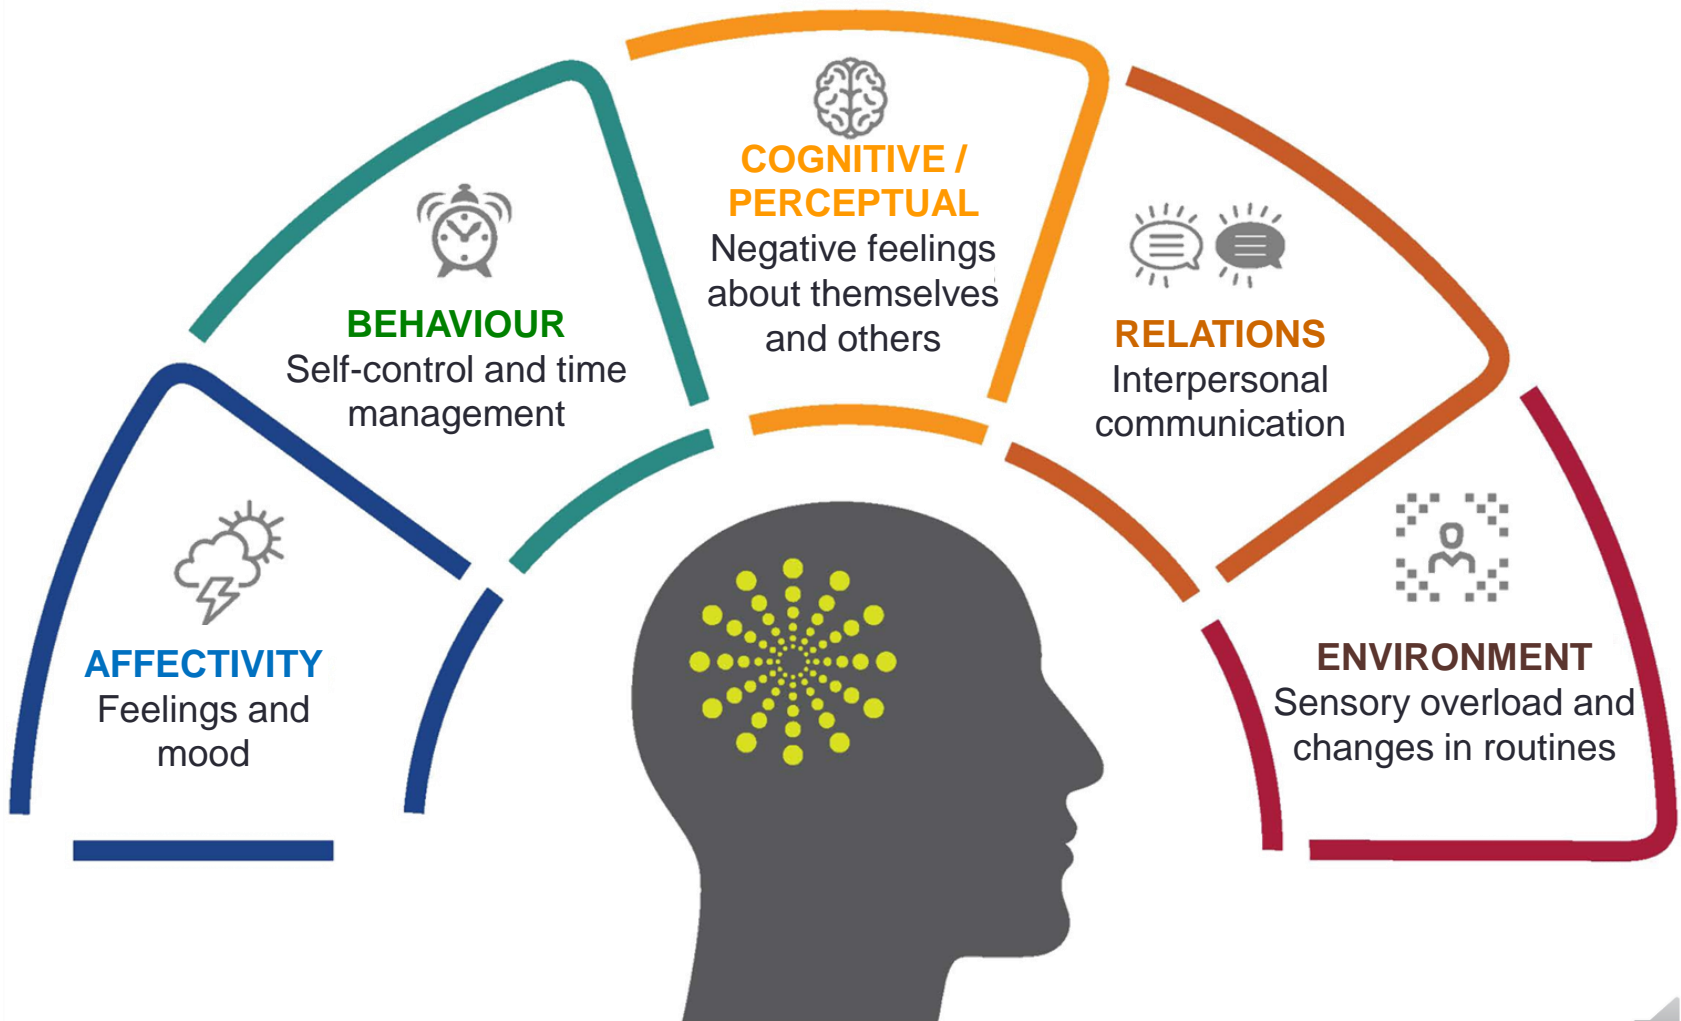 COGNITIVE /
PERCEPTUAL
Negative feelings
about themselves
and others
BEHAVIOUR
Self-control and time
management
RELATIONS
Interpersonal
communication
AFFECTIVITY
Feelings and
mood
ENVIRONMENT
Sensory overload and
changes in routines